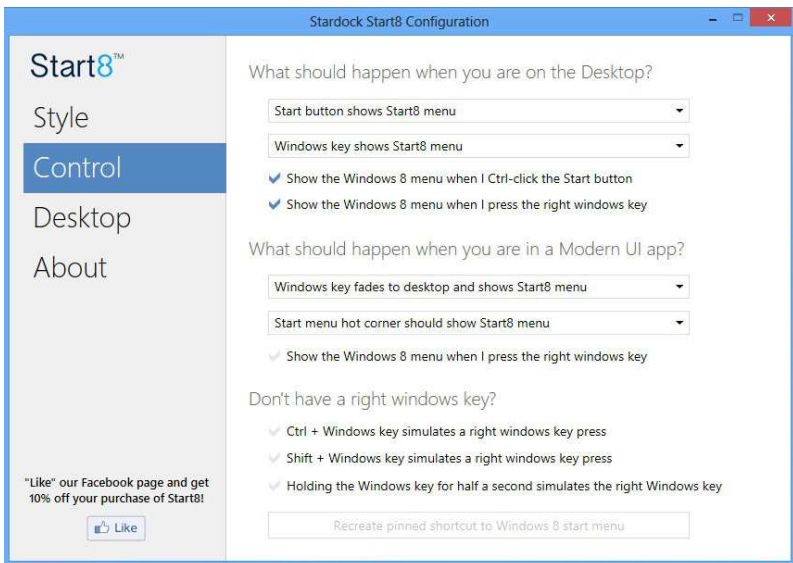 Stardock Start8 Configuration
Start8™
Style
Control
Desktop
About
"Like" our Facebook page and get
10% off your purchase of Start8!
Like
What should happen when you are on the Desktop?
Start button shows Start8 menu
Windows key shows Start8 menu
Show the Windows 8 menu when I Ctrl-click the Start button
Show the Windows 8 menu when I press the right windows key
What should happen when you are in a Modern UI app?
Windows key fades to desktop and shows Start8 menu
Start menu hot corner should show Start8 menu
Show the Windows 8 menu when I press the right windows key
Don't have a right windows key?
Ctrl + Windows key simulates a right windows key press
Shift + Windows key simulates a right windows key press
Holding the Windows key for half a second simulates the right Windows key
Recreate pinned shortcut to Windows 8 start menu